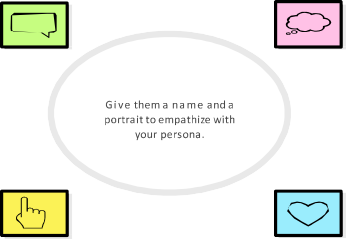 Give them a name and a
portrait to empathize with
your persona.